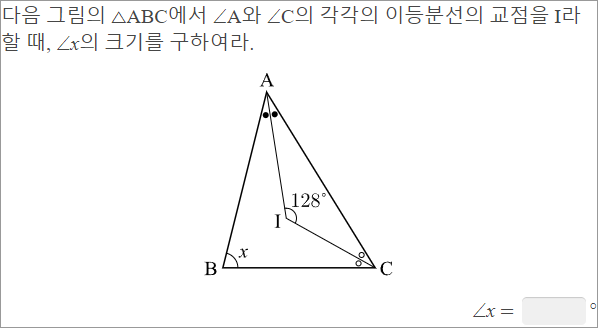 다음 그림의 △ABC에서 ∠A와 ∠C의 각각의 이등분선의 교점을 I라
할 때, ∠x의 크기를 구하여라.
A
128°
I
x
B
C
∠x = °